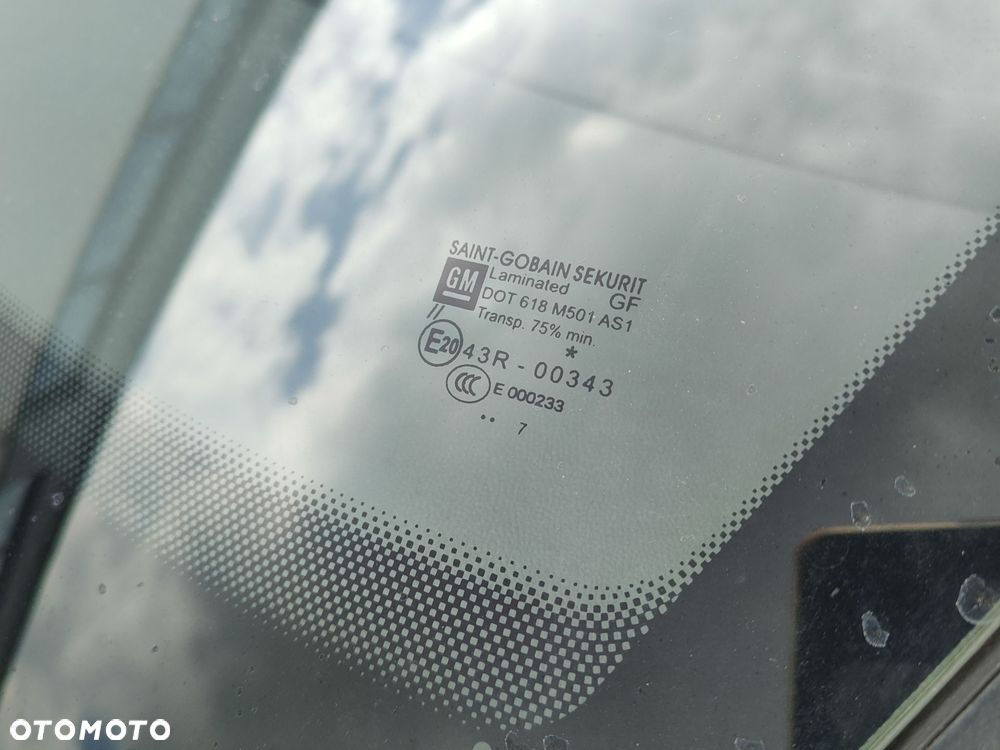 SAINT-GOBAIN SEKURIT
GM Laminated GF
DOT 618 M501 AS1
// Transp. 75% min.
*
E20 43R - 00343
CCC E 000233
.. 7
OTOMOTO